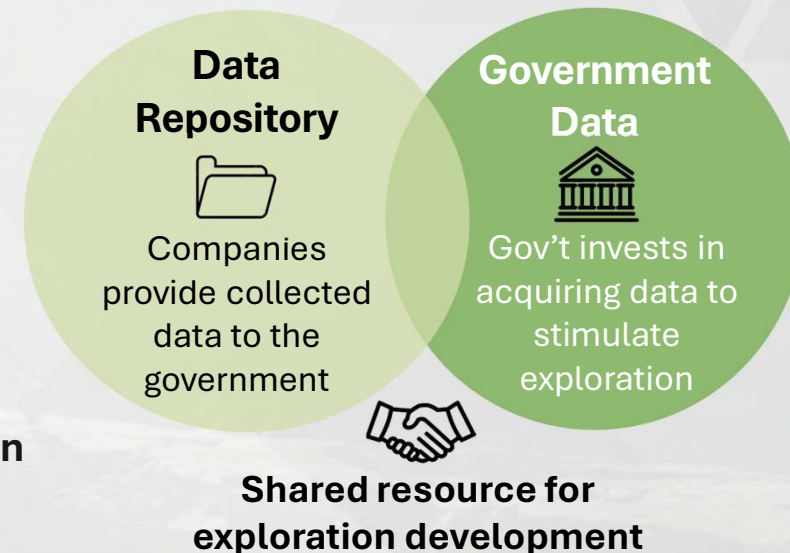 Data
Repository
Companies
provide collected
data to the
government
Government
Data
Gov’t invests in
acquiring data to
stimulate
exploration
n
Shared resource for
exploration development